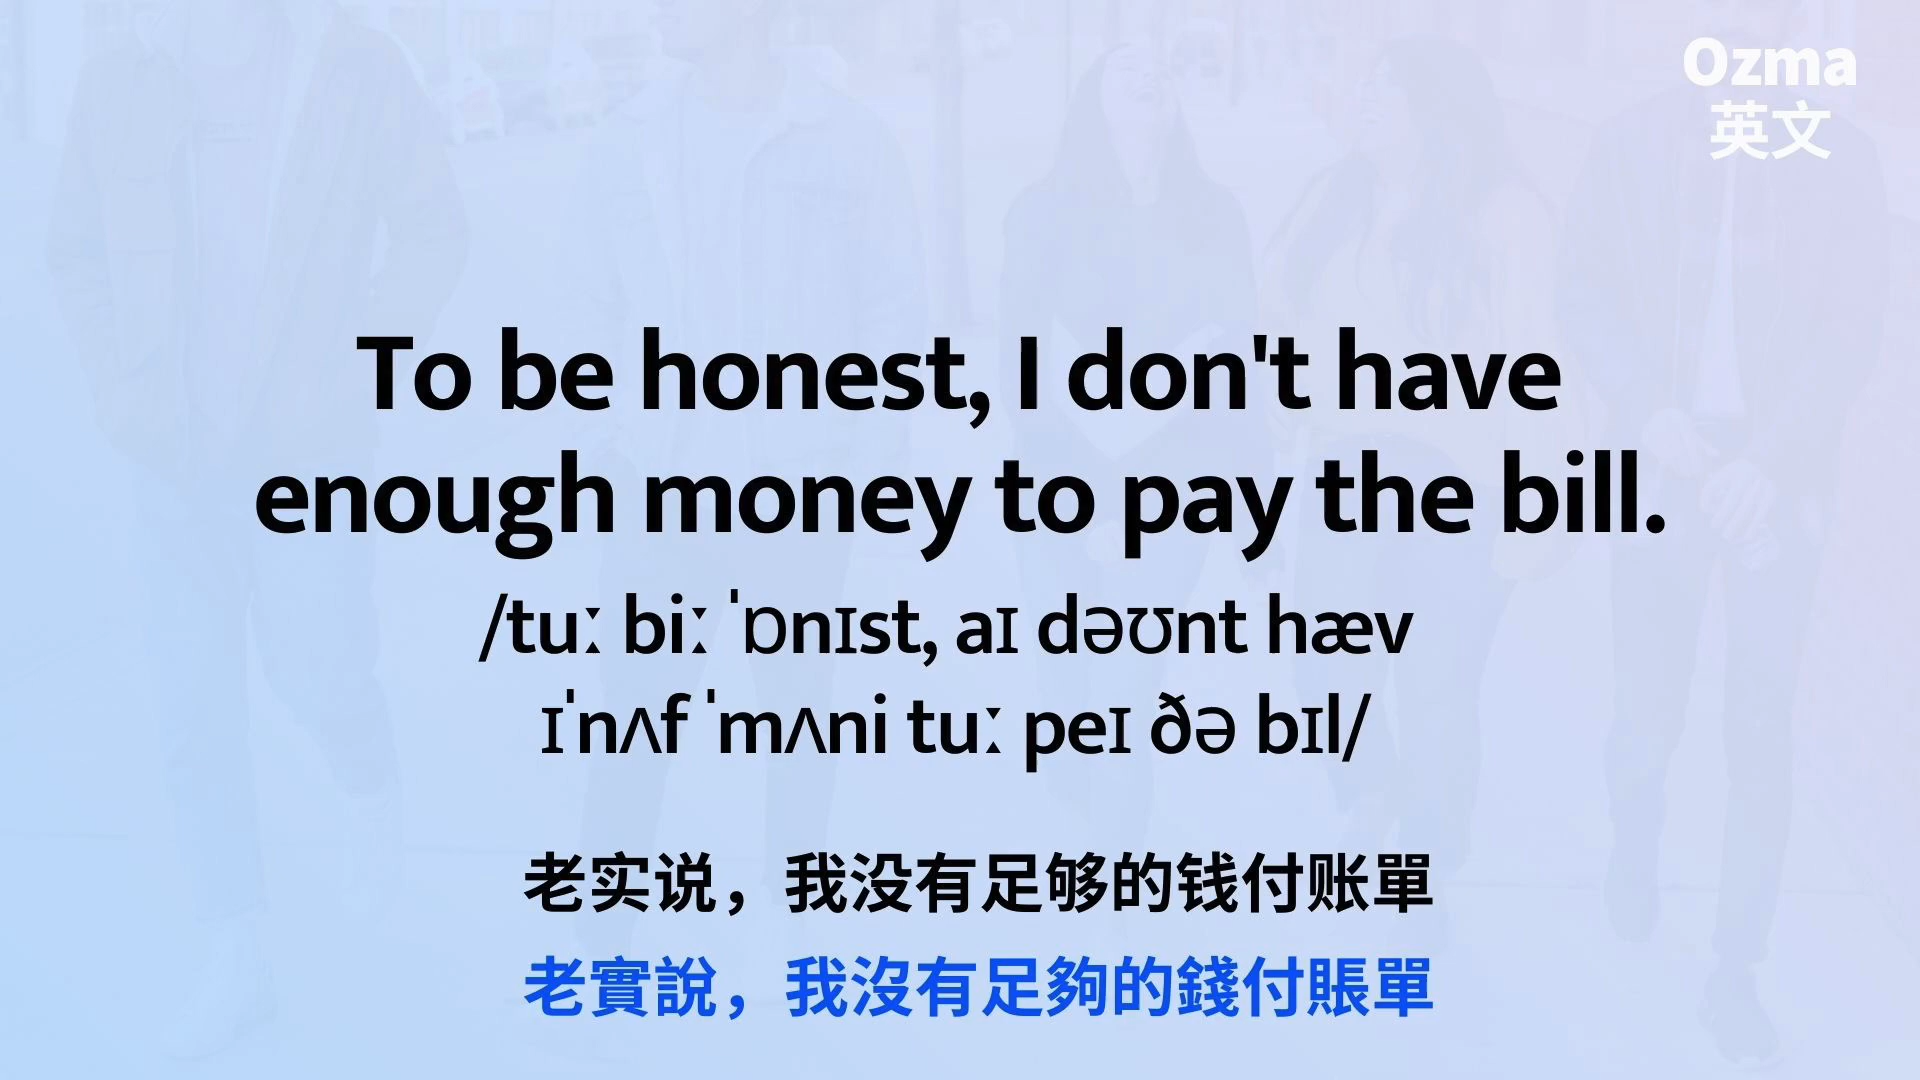 Ozma
英文
To be honest, I don't have
enough money to pay the bill.
/tuː biː ˈɒnɪst, aɪ dəʊnt hæv
ɪˈnʌf ˈmʌni tuː peɪ ðə bɪl/
老实说，我没有足够的钱付账單
老實說，我沒有足夠的錢付賬單